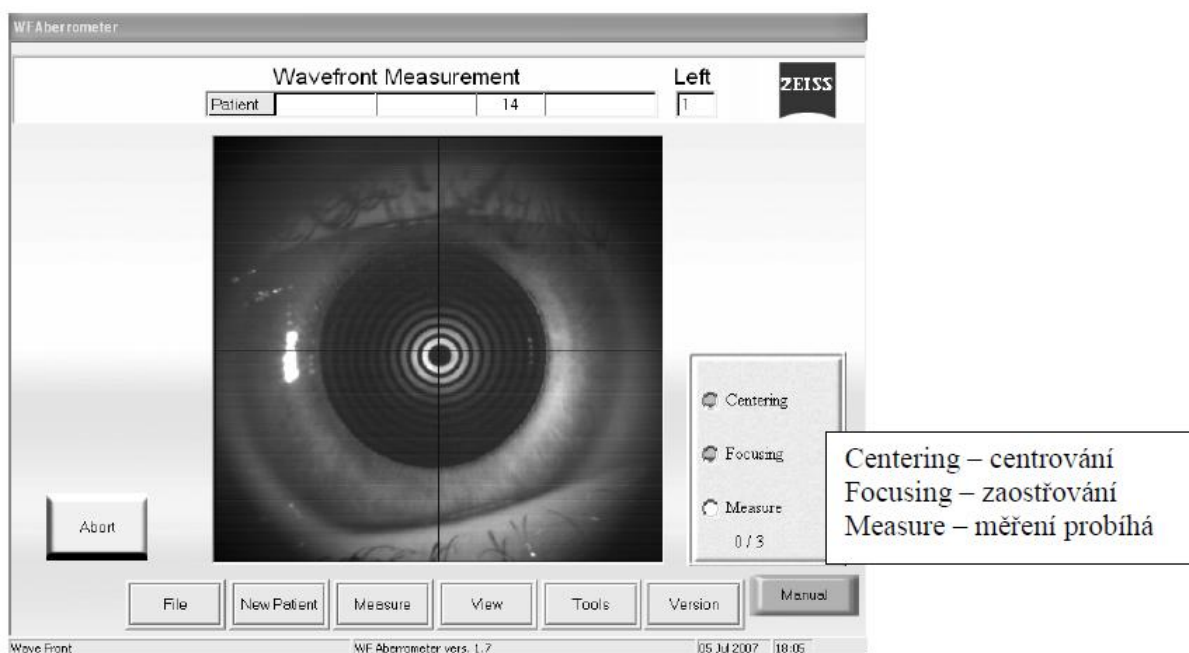 WFAberrometer
Wavefront Measurement
Left
ZEISS
Patient
14
1
Centering
Focusing
Measure
0 / 3
Centering – centrování
Focusing – zaostřování
Measure – měření probíhá
Abort
File
New Patient
Measure
View
Tools
Version
Manual
Wave Front
WF Aberrometer vers. 1.7
05 Jul 2007
18:05